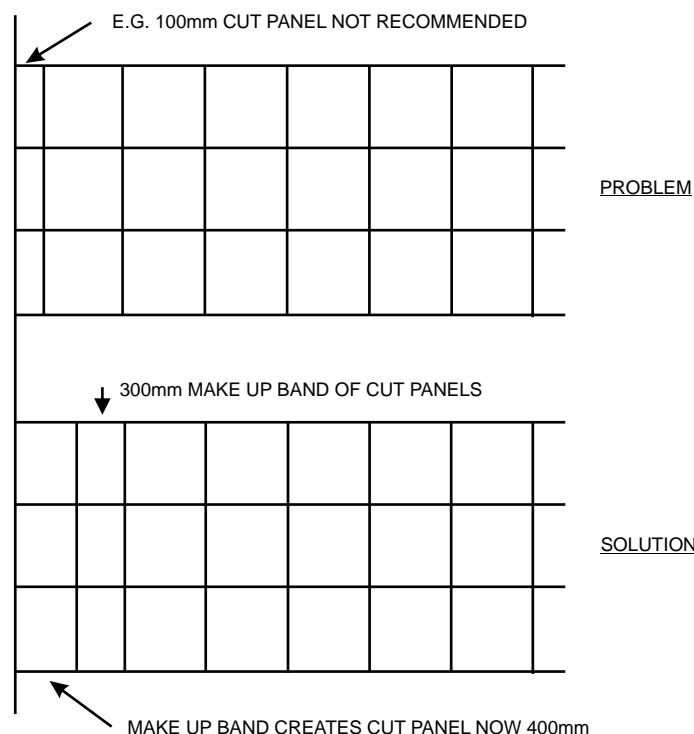 E.G. 100mm CUT PANEL NOT RECOMMENDED
PROBLEM
300mm MAKE UP BAND OF CUT PANELS
SOLUTION
MAKE UP BAND CREATES CUT PANEL NOW 400mm